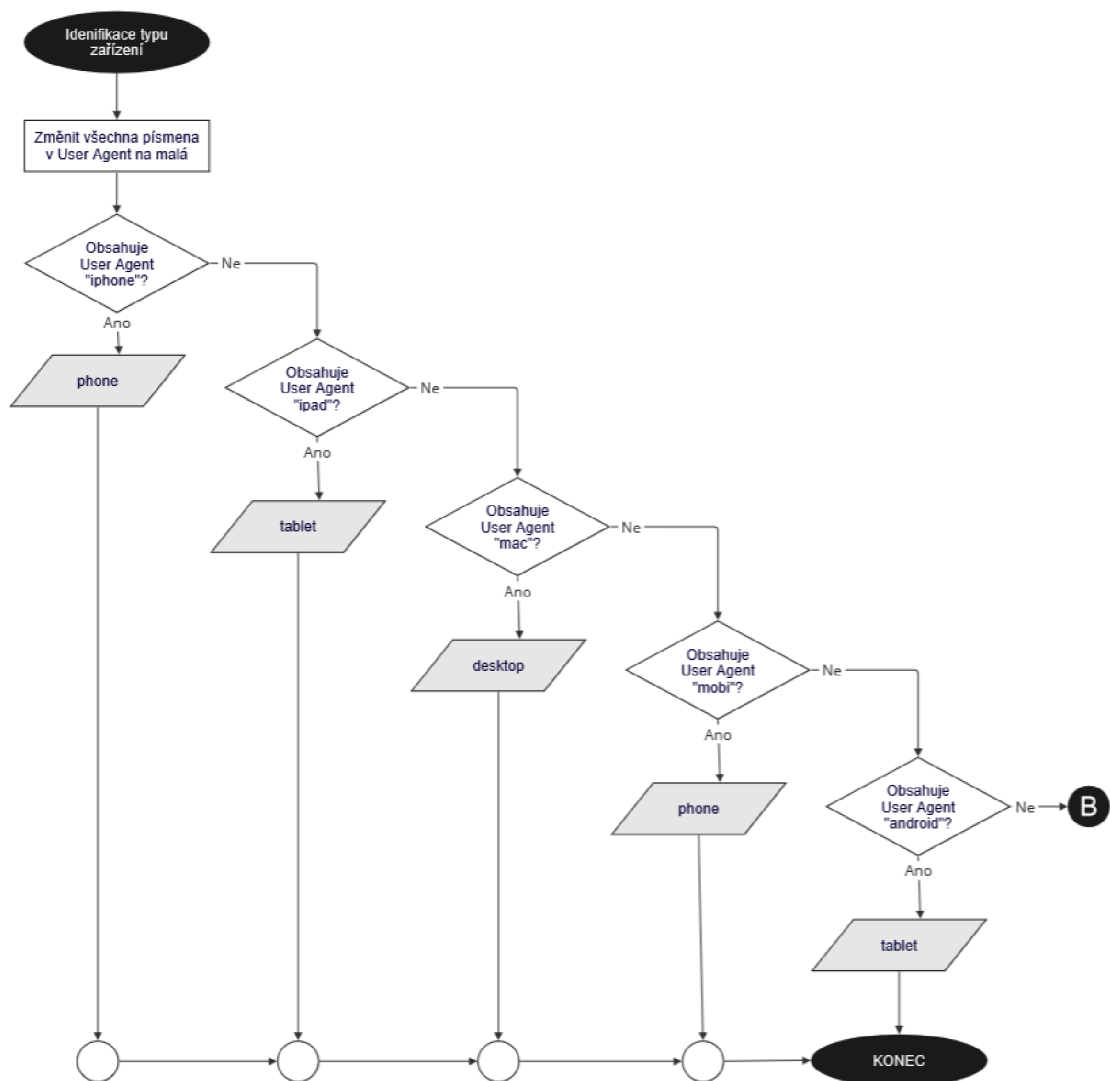 Idenifikace typu
zařízení
Změnit všechna písmena
v User Agent na malá
Obsahuje
User Agent
"iphone"?
Ne
Ano
phone
Obsahuje
User Agent
"ipad"?
Ne
Ano
tablet
Obsahuje
User Agent
"mac"?
Ne
Ano
desktop
Obsahuje
User Agent
"mobi"?
Ne
Ano
phone
Obsahuje
User Agent
"android"?
Ne
B
Ano
tablet
KONEC